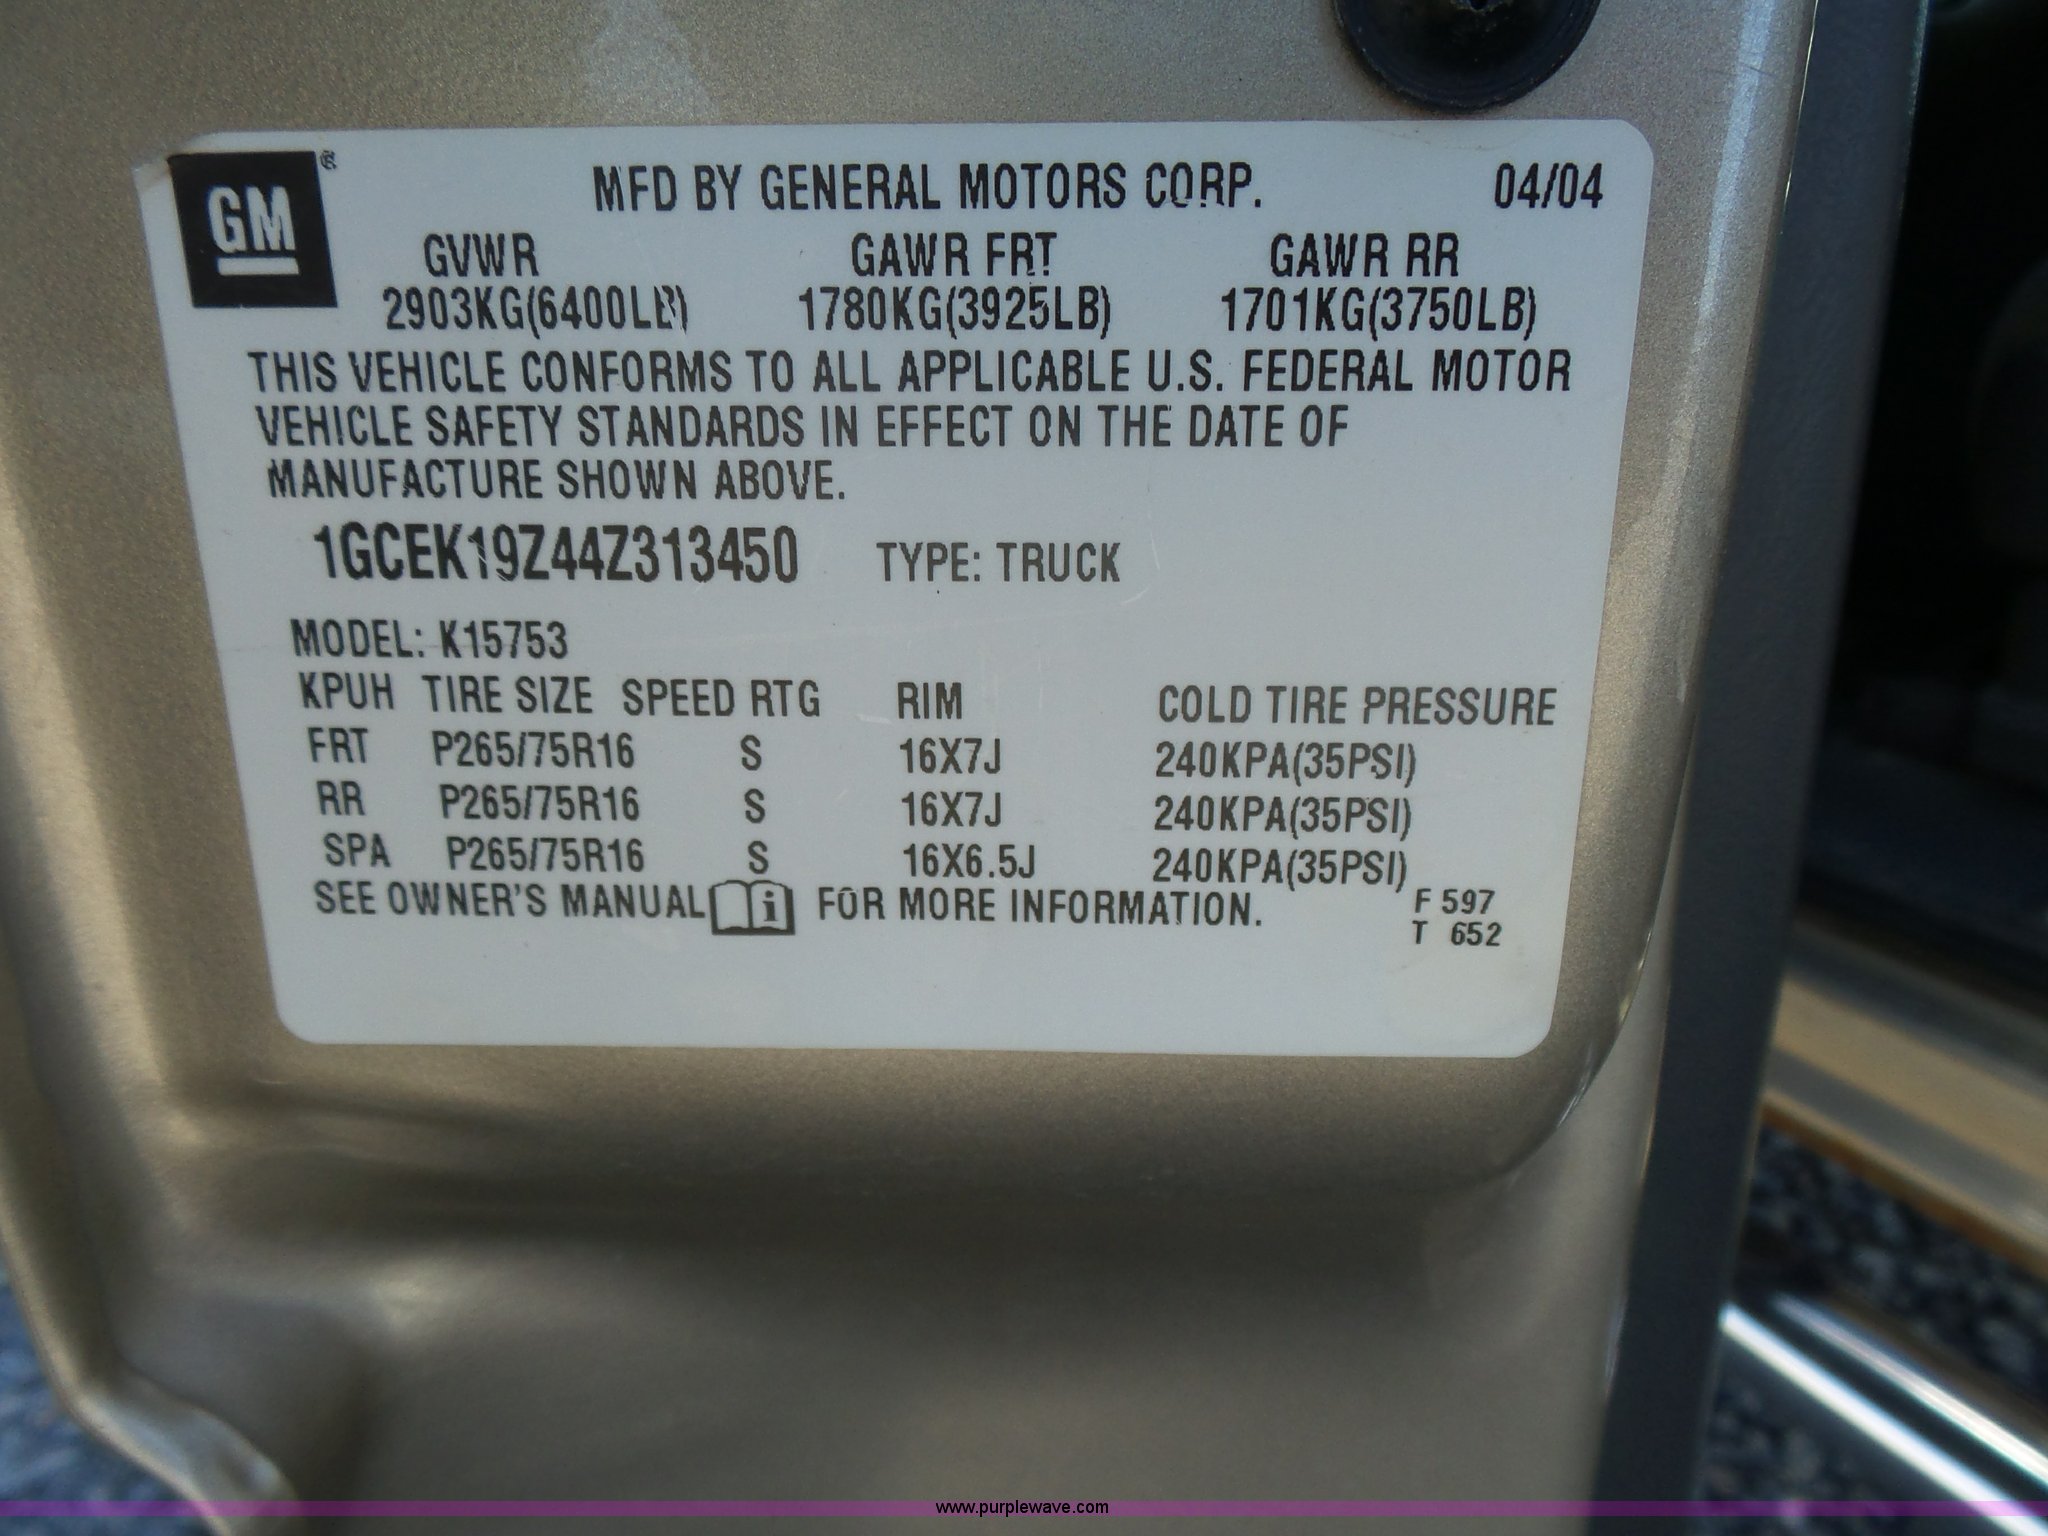 GM®
MFD BY GENERAL MOTORS CORP. 04/04
GVWR GAWR FRT GAWR RR
2903KG(6400LB) 1780KG(3925LB) 1701KG(3750LB)
THIS VEHICLE CONFORMS TO ALL APPLICABLE U.S. FEDERAL MOTOR
VEHICLE SAFETY STANDARDS IN EFFECT ON THE DATE OF
MANUFACTURE SHOWN ABOVE.
1GCEK19Z44Z313450 TYPE: TRUCK
MODEL: K15753
KPUH TIRE SIZE SPEED RTG RIM COLD TIRE PRESSURE
FRT P265/75R16 S 16X7J 240KPA(35PSI)
RR P265/75R16 S 16X7J 240KPA(35PSI)
SPA P265/75R16 S 16X6.5J 240KPA(35PSI)
SEE OWNER'S MANUAL i FOR MORE INFORMATION.
F 597
T 652
www.purplewave.com